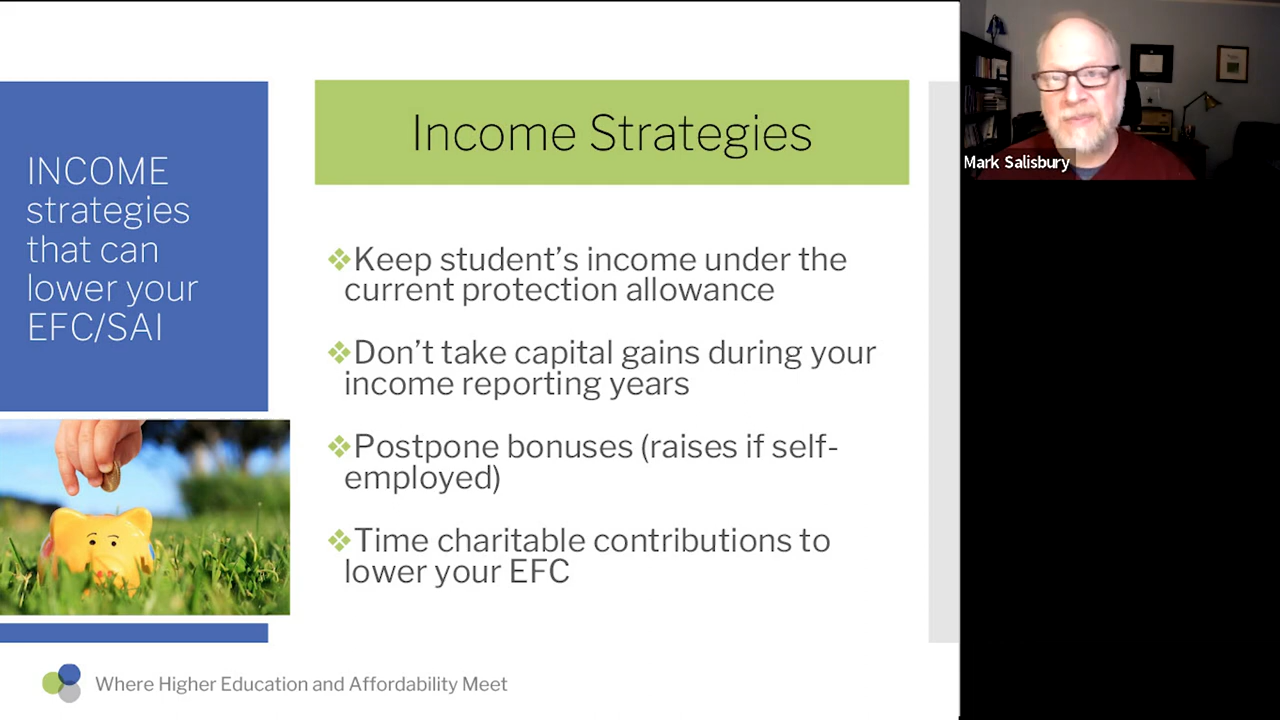 INCOME
strategies
that can
lower your
EFC/SAI
Income Strategies
Keep student’s income under the
current protection allowance
Don’t take capital gains during your
income reporting years
Postpone bonuses (raises if self-
employed)
Time charitable contributions to
lower your EFC
Where Higher Education and Affordability Meet
Mark Salisbury